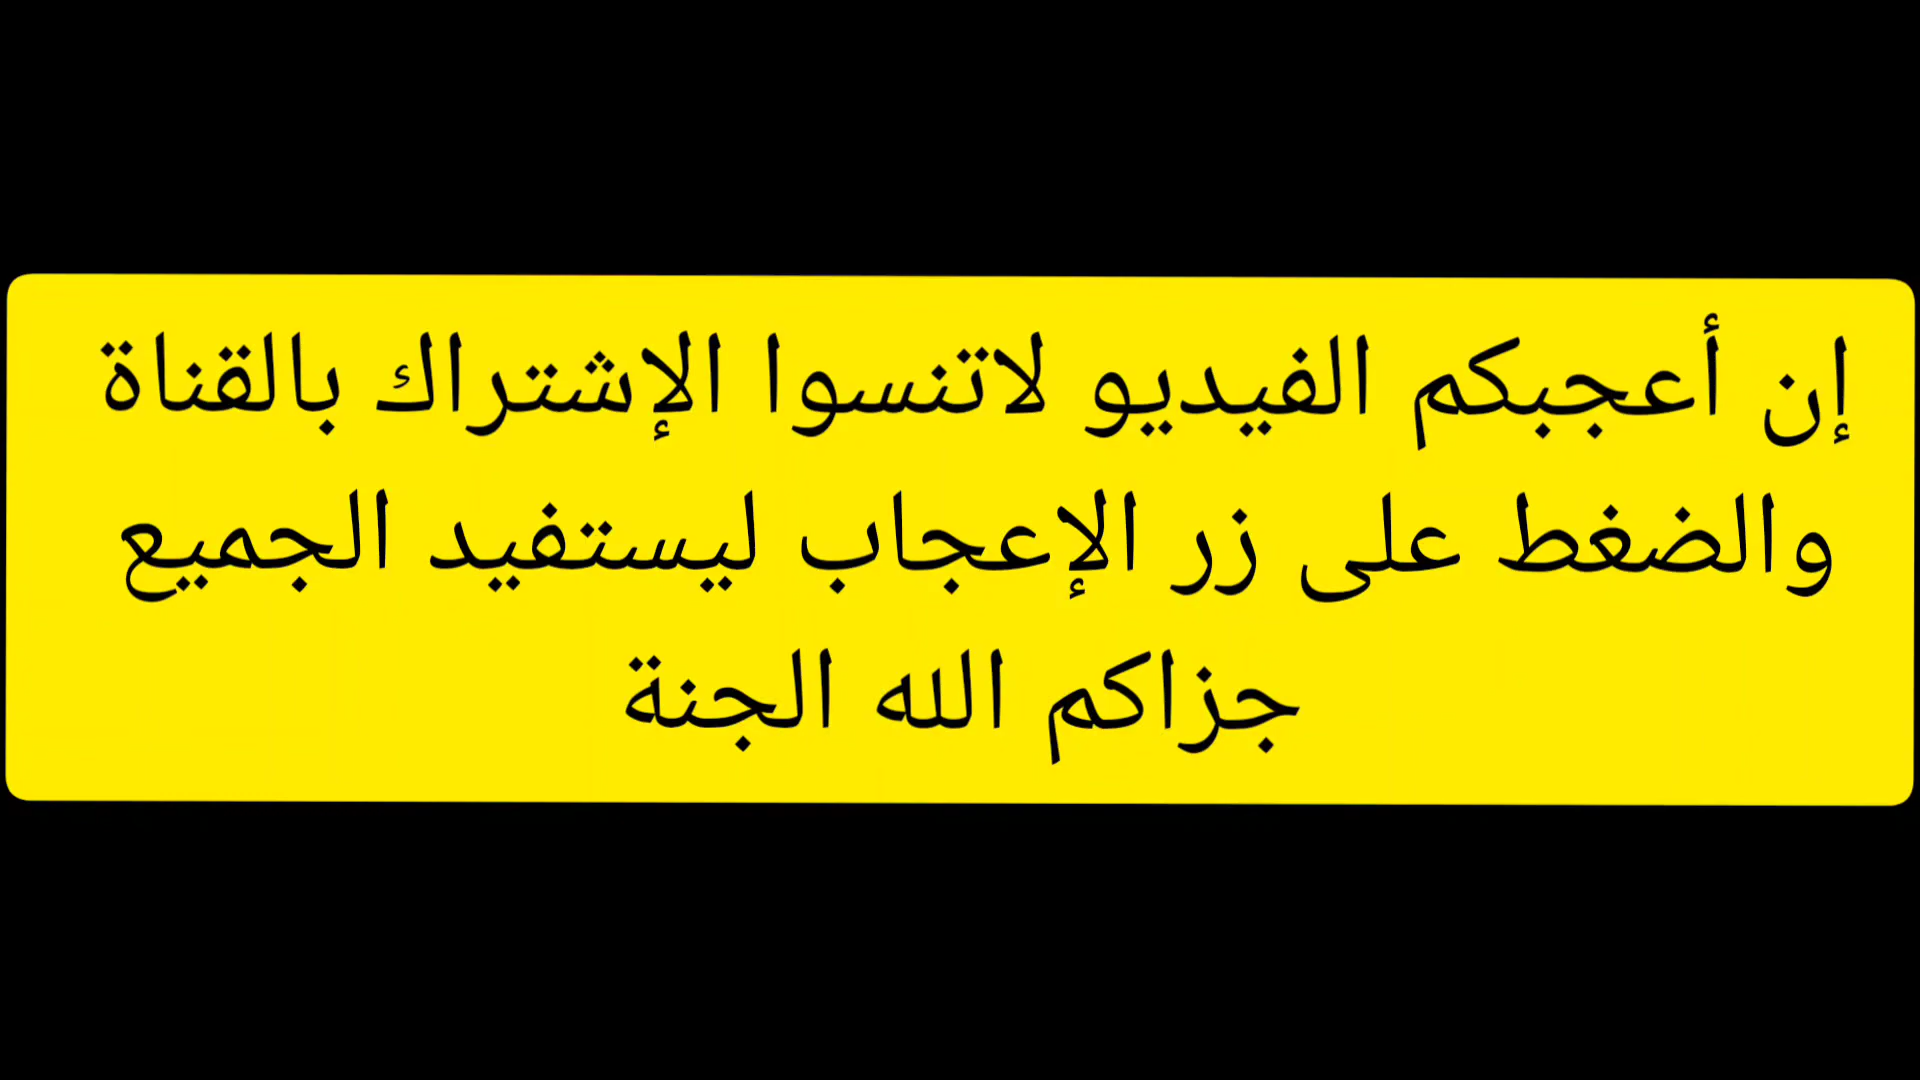 إن أعجبكم الفيديو لاتنسوا الإشتراك بالقناة
والضغط على زر الإعجاب ليستفيد الجميع
جزاكم الله الجنة